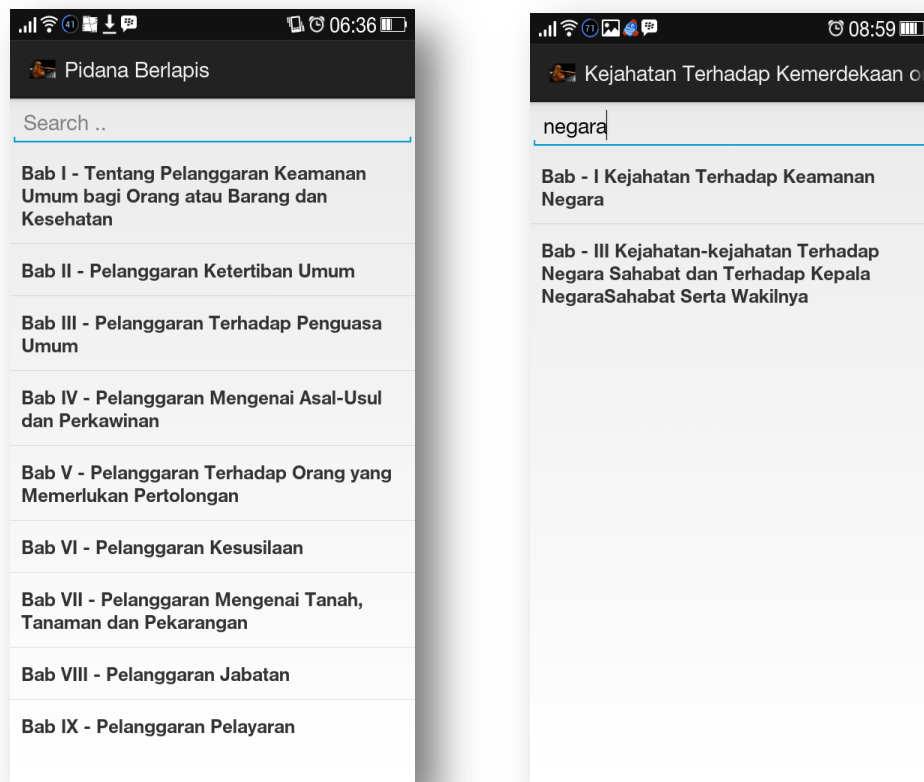 41
06:36
Pidana Berlapis
Search ..
Bab I - Tentang Pelanggaran Keamanan
Umum bagi Orang atau Barang dan
Kesehatan
Bab II - Pelanggaran Ketertiban Umum
Bab III - Pelanggaran Terhadap Penguasa
Umum
Bab IV - Pelanggaran Mengenai Asal-Usul
dan Perkawinan
Bab V - Pelanggaran Terhadap Orang yang
Memerlukan Pertolongan
Bab VI - Pelanggaran Kesusilaan
Bab VII - Pelanggaran Mengenai Tanah,
Tanaman dan Pekarangan
Bab VIII - Pelanggaran Jabatan
Bab IX - Pelanggaran Pelayaran
71
08:59
Kejahatan Terhadap Kemerdekaan o
negara
Bab - I Kejahatan Terhadap Keamanan
Negara
Bab - III Kejahatan-kejahatan Terhadap
Negara Sahabat dan Terhadap Kepala
NegaraSahabat Serta Wakilnya